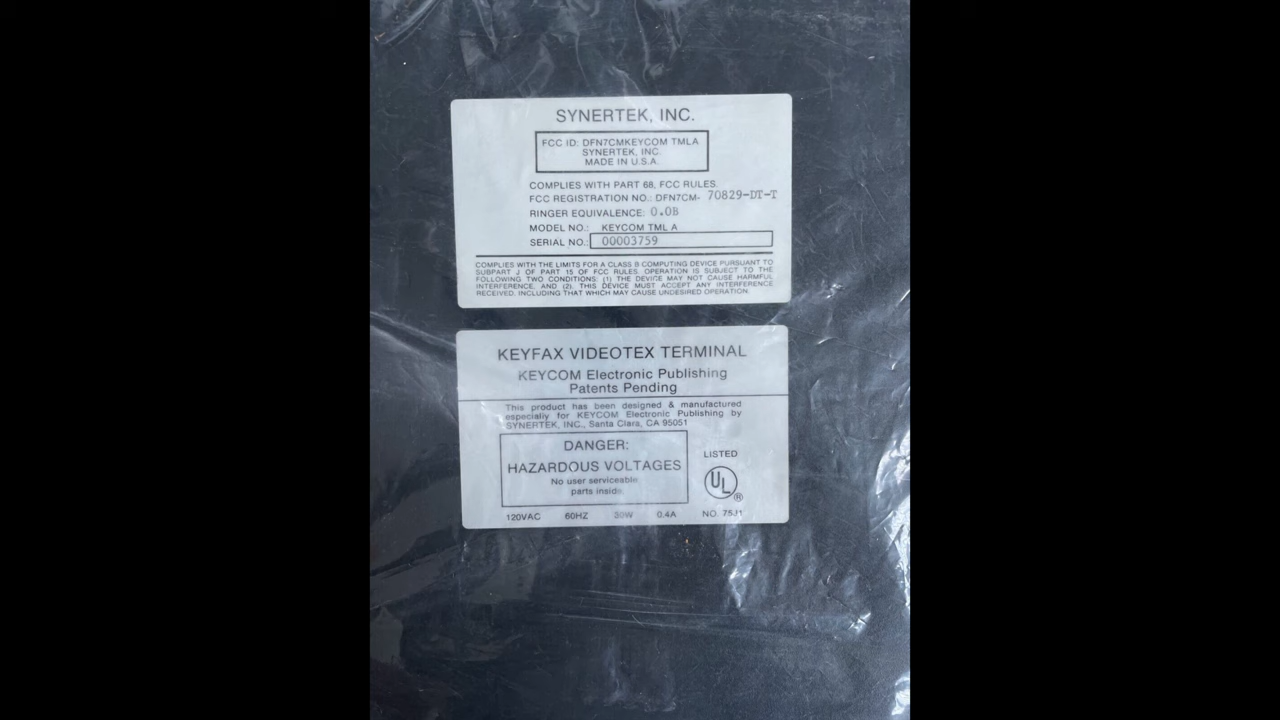 SYNERTEK, INC.
FCC ID: DFN7CMKEYCOM TMLA
SYNERTEK, INC.
MADE IN U.S.A.
COMPLIES WITH PART 68, FCC RULES.
FCC REGISTRATION NO.: DFN7CM- 70829-DT-T
RINGER EQUIVALENCE: 0.0B
MODEL NO.: KEYCOM TML A
SERIAL NO.: 00003759
COMPLIES WITH THE LIMITS FOR A CLASS B COMPUTING DEVICE PURSUANT TO
SUBPART J OF PART 15 OF FCC RULES. OPERATION IS SUBJECT TO THE
FOLLOWING TWO CONDITIONS: (1) THE DEVICE MAY NOT CAUSE HARMFUL
INTERFERENCE, AND (2), THIS DEVICE MUST ACCEPT ANY INTERFERENCE
RECEIVED, INCLUDING THAT WHICH MAY CAUSE UNDESIRED OPERATION.
KEYFAX VIDEOTEX TERMINAL
KEYCOM Electronic Publishing
Patents Pending
This product has been designed & manufactured
especially for KEYCOM Electronic Publishing by
SYNERTEK, INC., Santa Clara, CA 95051
DANGER:
HAZARDOUS VOLTAGES
No user serviceable
parts inside.
LISTED
UL ®
120VAC 60HZ 30W 0.4A NO. 75J1